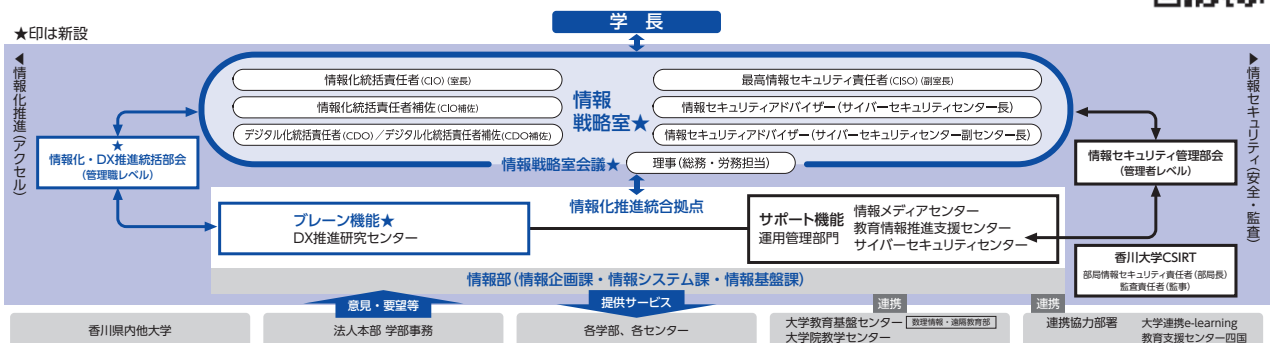 学 長
★印は新設
◀情報化推進(アクセル)
▶情報セキュリティ(安全・監査)
情報化統括責任者(CIO)(室長)
最高情報セキュリティ責任者(CISO)(副室長)
情報化統括責任者補佐(CIO補佐)
情報セキュリティアドバイザー(サイバーセキュリティセンター長)
デジタル化統括責任者(CDO)／デジタル化統括責任者補佐(CDO補佐)
情報セキュリティアドバイザー(サイバーセキュリティセンター副センター長)
情報
戦略室★
情報戦略室会議★
理事(総務・労務担当)
★
情報化・DX推進統括部会
(管理職レベル)
情報セキュリティ管理部会
(管理者レベル)
情報化推進統合拠点
ブレーン機能★
DX推進研究センター
サポート機能
運用管理部門
情報メディアセンター
教育情報推進支援センター
サイバーセキュリティセンター
香川大学CSIRT
部局情報セキュリティ責任者(部局長)
監査責任者(監事)
情報部(情報企画課・情報システム課・情報基盤課)
意見・要望等
提供サービス
連携
連携
香川県内他大学
法人本部 学部事務
各学部、各センター
大学教育基盤センター 数理情報・遠隔教育部
大学院教学センター
連携協力部署
大学連携e-learning
教育支援センター四国